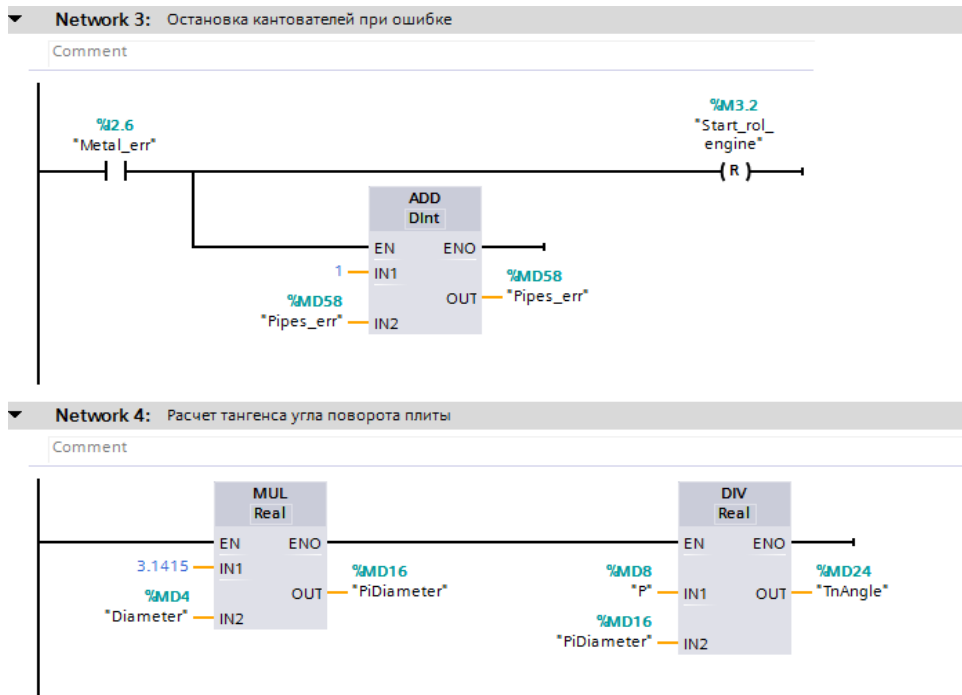 Network 3: Остановка кантователей при ошибке
Comment
%I2.6
"Metal_err"
%M3.2
"Start_rol_
engine"
R
ADD
DInt
EN ENO
1 IN1
%MD58
"Pipes_err" IN2
%MD58
OUT "Pipes_err"
Network 4: Расчет тангенса угла поворота плиты
Comment
MUL
Real
EN ENO
3.1415 IN1
%MD4
"Diameter" IN2
%MD16
OUT "PiDiameter"
DIV
Real
EN ENO
%MD8
"P" IN1
%MD16
"PiDiameter" IN2
%MD24
OUT "TnAngle"